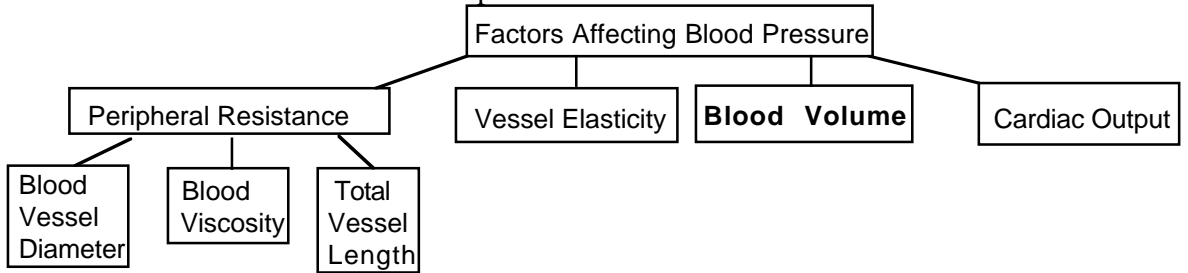 Factors Affecting Blood Pressure
Peripheral Resistance
Vessel Elasticity
Blood Volume
Cardiac Output
Blood
Vessel
Diameter
Blood
Viscosity
Total
Vessel
Length